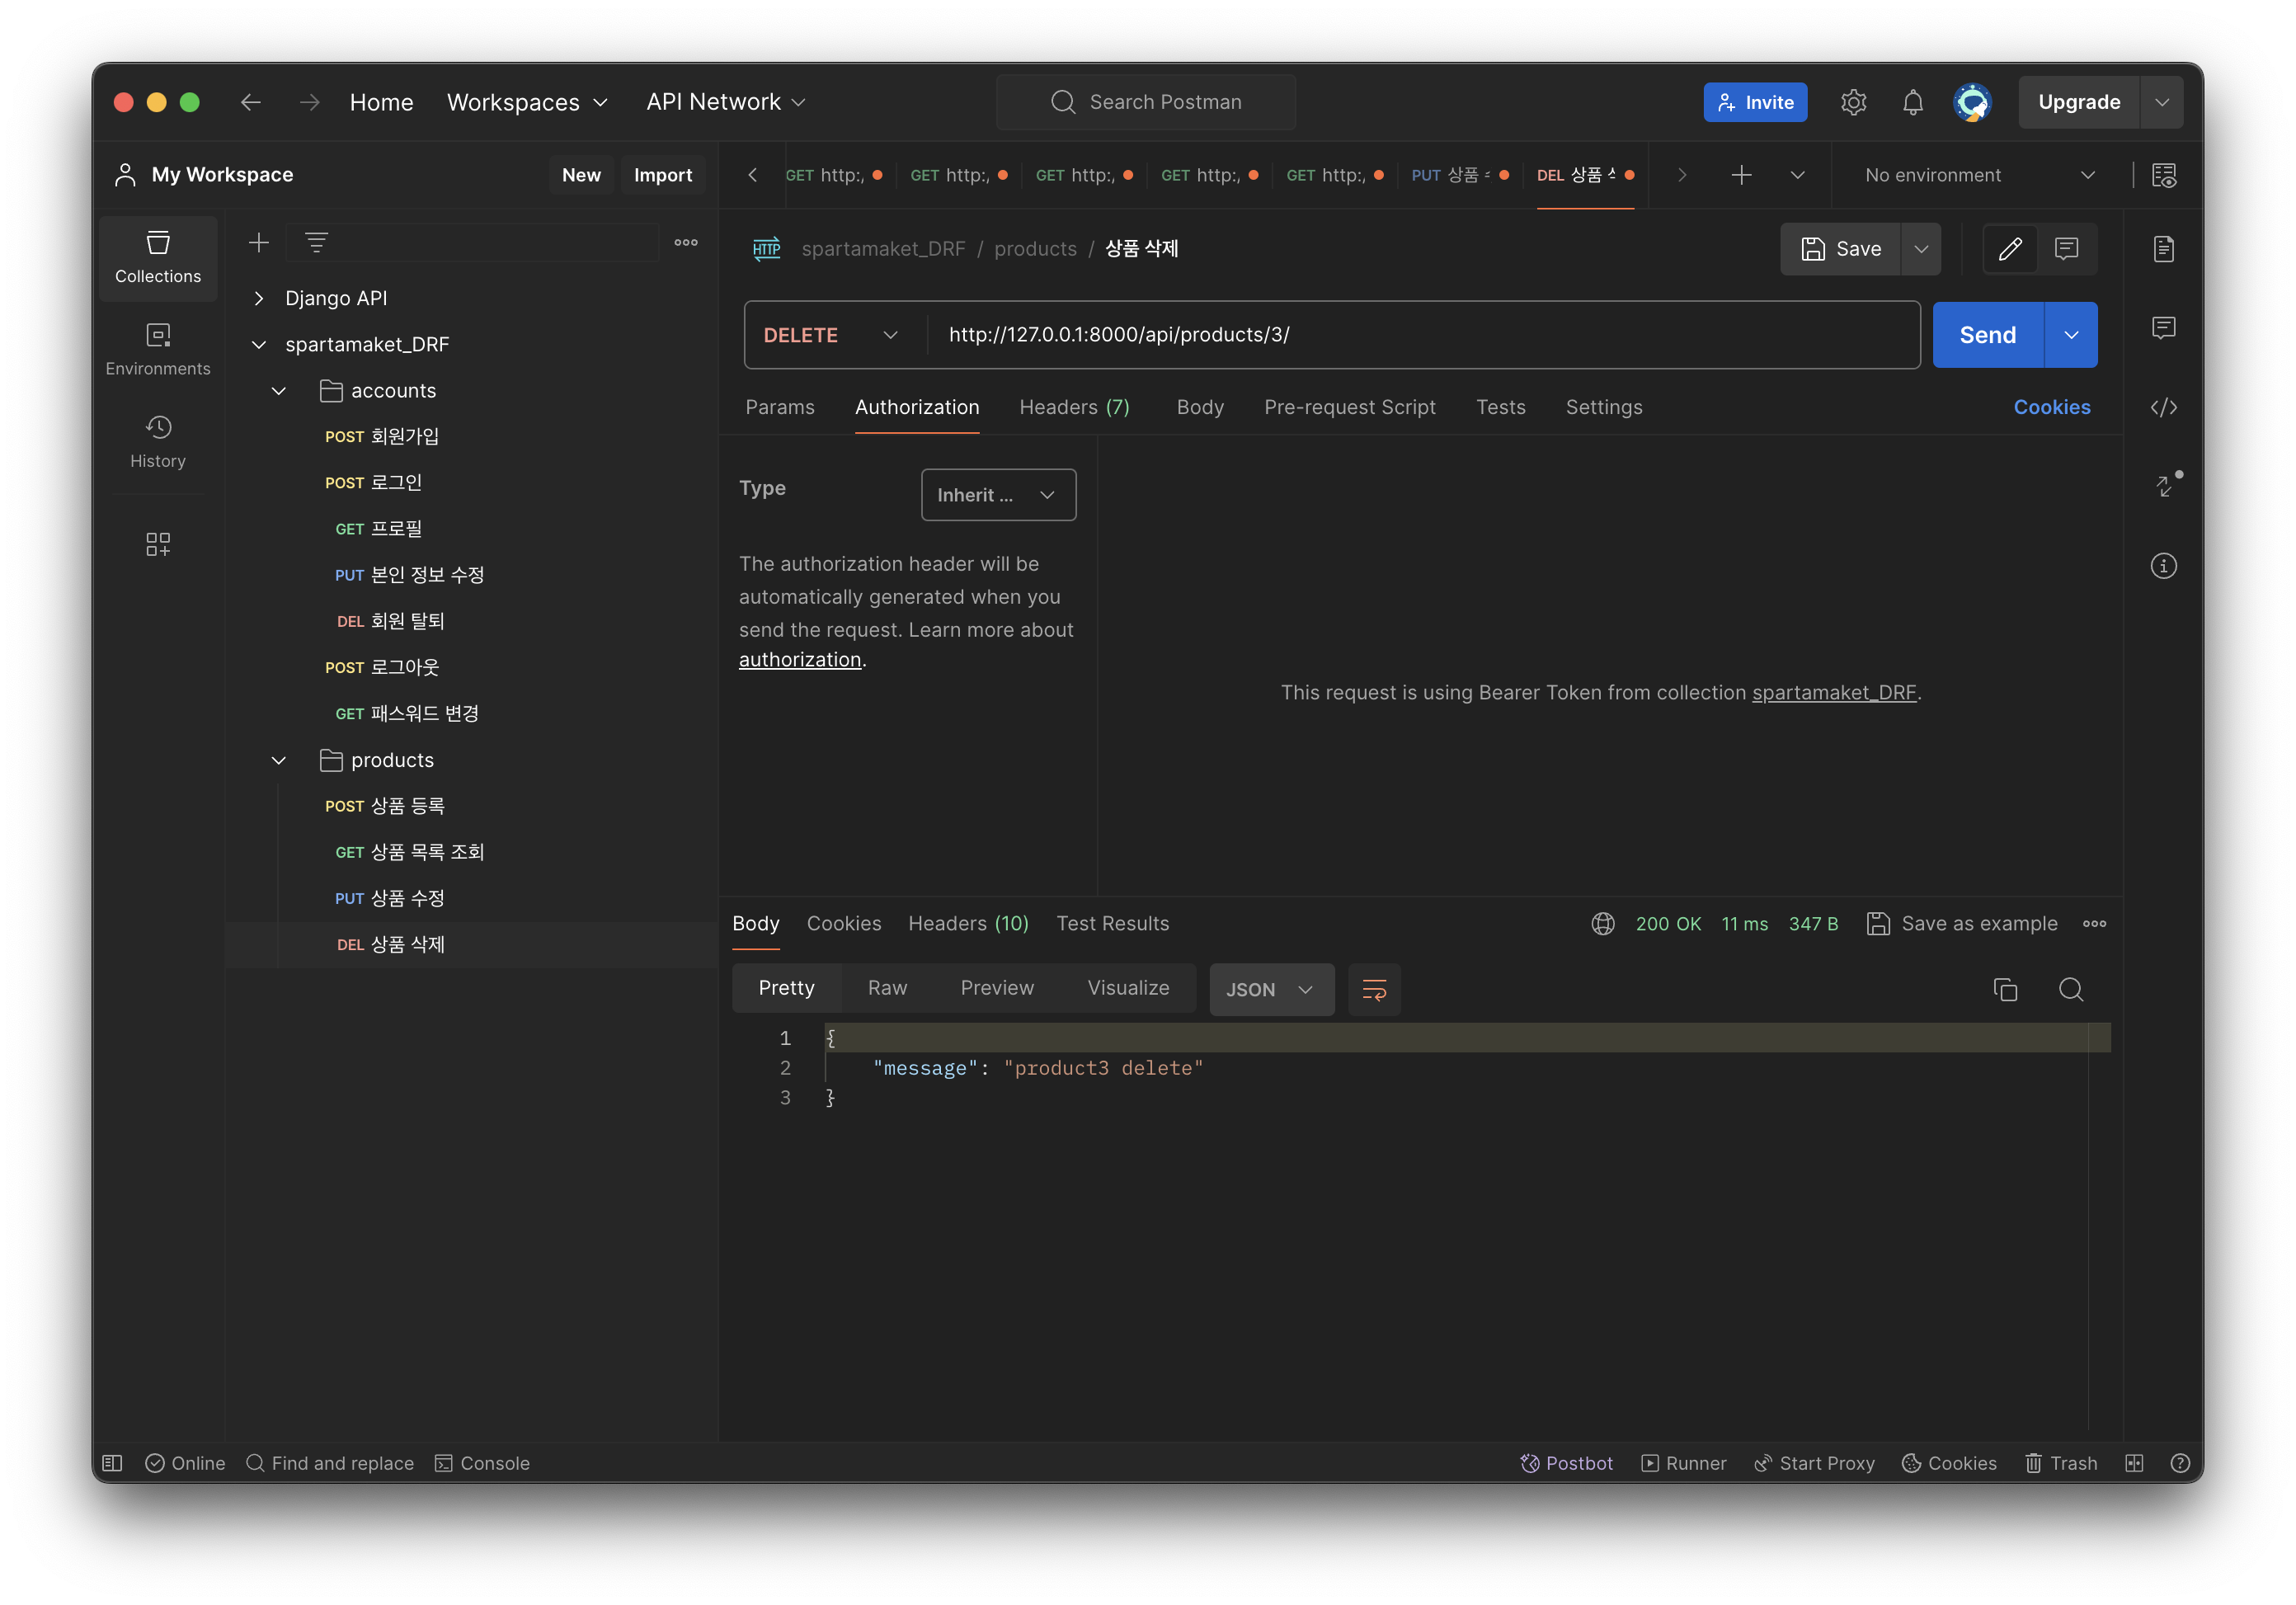 Home
Workspaces
API Network
Search Postman
Invite
Upgrade
My Workspace
New
Import
GET http:
GET http:
GET http:
GET http:
GET http:
PUT 상품
DEL 상품
No environment
Collections
Environments
History
Django API
spartamaket_DRF
accounts
POST 회원가입
POST 로그인
GET 프로필
PUT 본인 정보 수정
DEL 회원 탈퇴
POST 로그아웃
GET 패스워드 변경
products
POST 상품 등록
GET 상품 목록 조회
PUT 상품 수정
DEL 상품 삭제
HTTP spartamaket_DRF / products / 상품 삭제
Save
DELETE
http://127.0.0.1:8000/api/products/3/
Send
Params
Authorization
Headers (7)
Body
Pre-request Script
Tests
Settings
Cookies
Type
Inherit ...
The authorization header will be
automatically generated when you
send the request. Learn more about
authorization.
This request is using Bearer Token from collection spartamaket_DRF.
Body
Cookies
Headers (10)
Test Results
200 OK
11 ms
347 B
Save as example
Pretty
Raw
Preview
Visualize
JSON
1 {
2 "message": "product3 delete"
3 }
Online
Find and replace
Console
Postbot
Runner
Start Proxy
Cookies
Trash